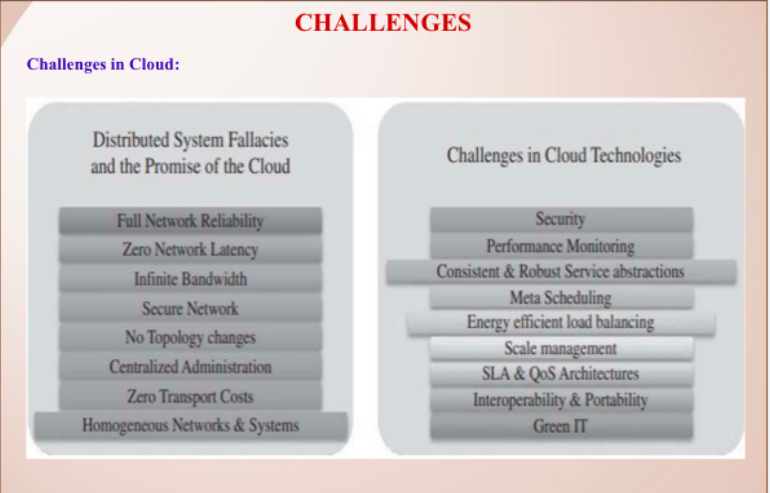 CHALLENGES
Challenges in Cloud:
Distributed System Fallacies
and the Promise of the Cloud
Full Network Reliability
Zero Network Latency
Infinite Bandwidth
Secure Network
No Topology changes
Centralized Administration
Zero Transport Costs
Homogeneous Networks & Systems
Challenges in Cloud Technologies
Security
Performance Monitoring
Consistent & Robust Service abstractions
Meta Scheduling
Energy efficient load balancing
Scale management
SLA & QoS Architectures
Interoperability & Portability
Green IT